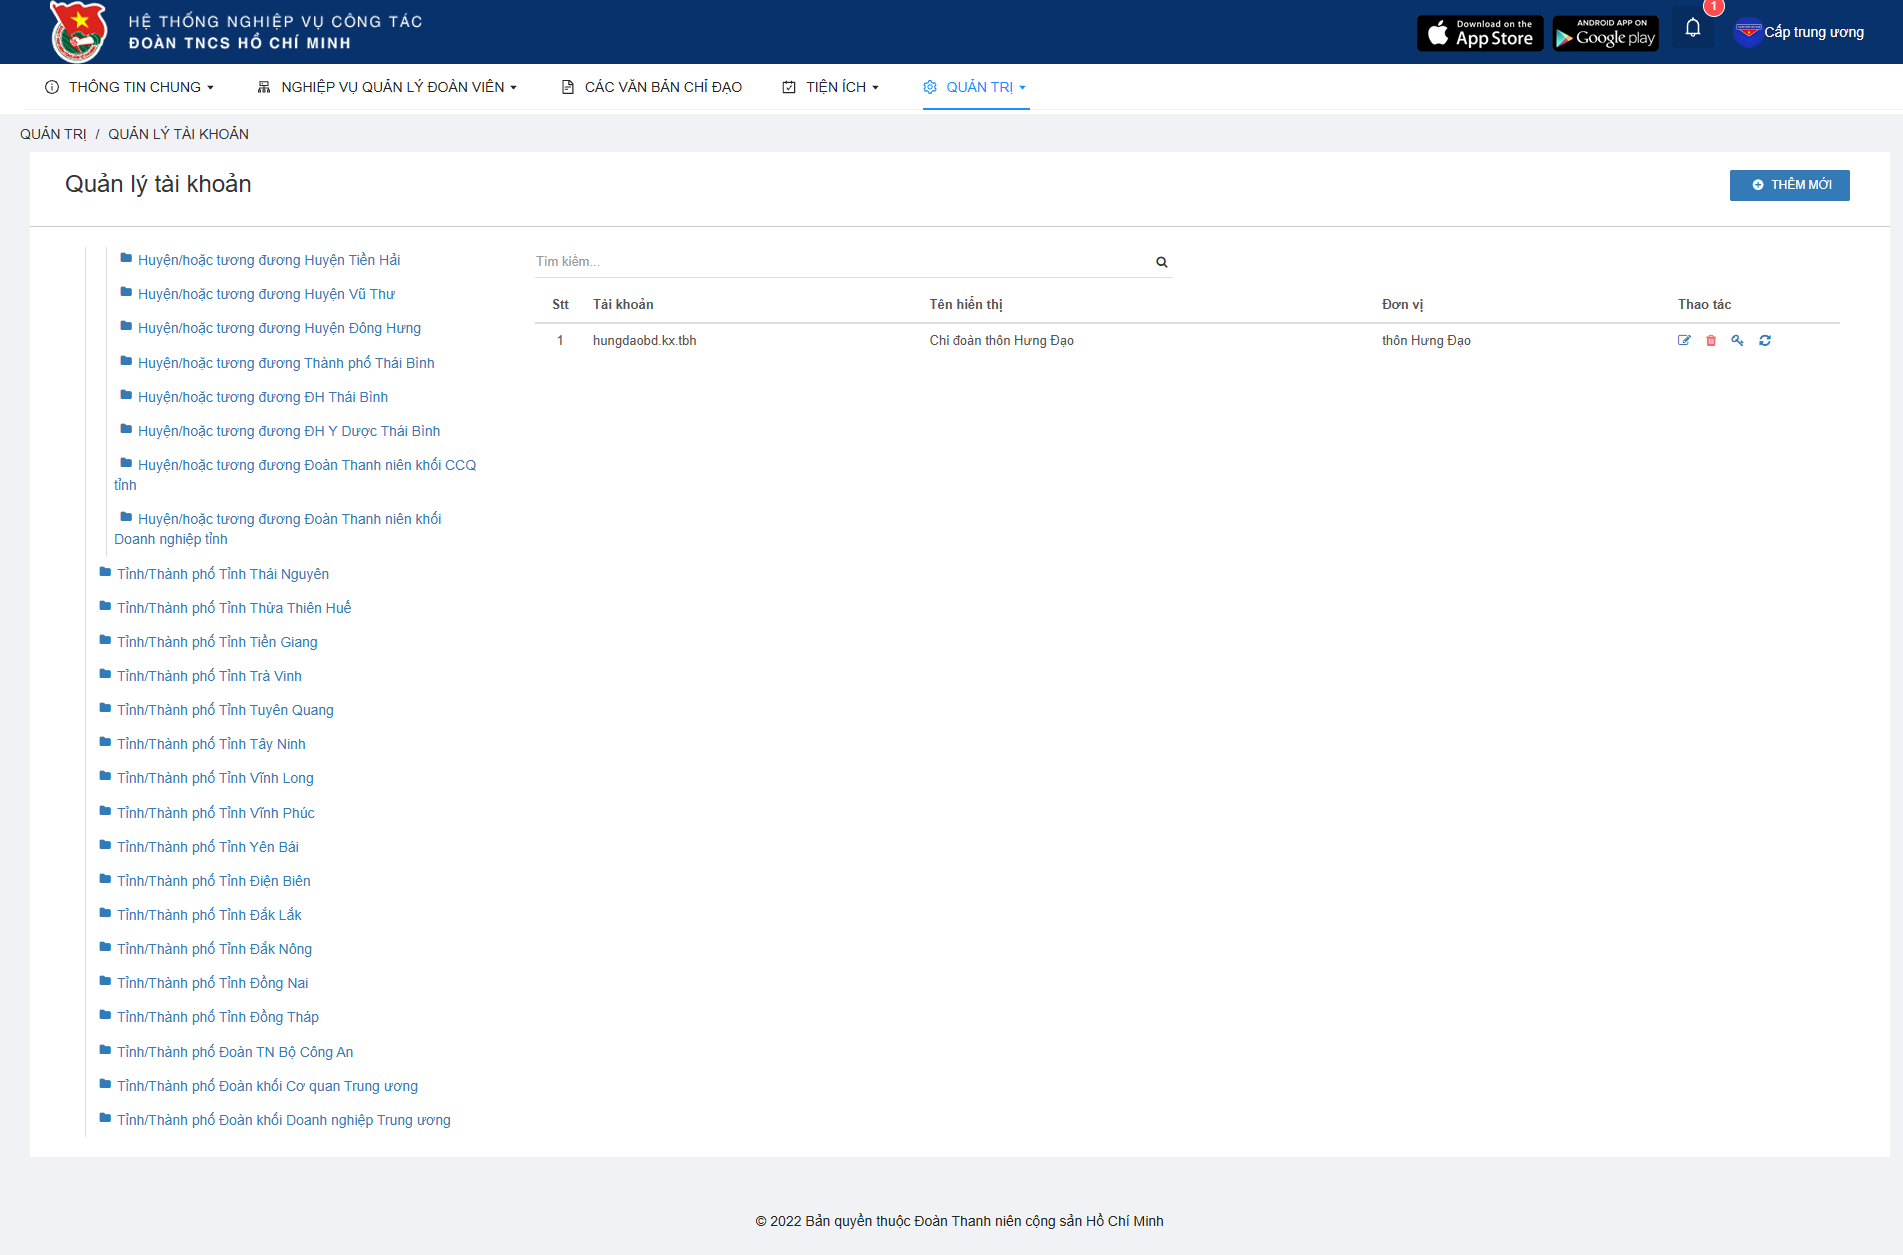 HỆ THỐNG NGHIỆP VỤ CÔNG TÁC
ĐOÀN TNCS HỒ CHÍ MINH
Download on the
App Store
ANDROID APP ON
Google play
1
Cấp trung ương
THÔNG TIN CHUNG
NGHIỆP VỤ QUẢN LÝ ĐOÀN VIÊN
CÁC VĂN BẢN CHỈ ĐẠO
TIỆN ÍCH
QUẢN TRỊ
QUẢN TRỊ / QUẢN LÝ TÀI KHOẢN
Quản lý tài khoản
THÊM MỚI
Huyện/hoặc tương đương Huyện Tiền Hải
Huyện/hoặc tương đương Huyện Vũ Thư
Huyện/hoặc tương đương Huyện Đông Hưng
Huyện/hoặc tương đương Thành phố Thái Bình
Huyện/hoặc tương đương ĐH Thái Bình
Huyện/hoặc tương đương ĐH Y Dược Thái Bình
Huyện/hoặc tương đương Đoàn Thanh niên khối CCQ
tỉnh
Huyện/hoặc tương đương Đoàn Thanh niên khối
Doanh nghiệp tỉnh
Tỉnh/Thành phố Tỉnh Thái Nguyên
Tỉnh/Thành phố Tỉnh Thừa Thiên Huế
Tỉnh/Thành phố Tỉnh Tiền Giang
Tỉnh/Thành phố Tỉnh Trà Vinh
Tỉnh/Thành phố Tỉnh Tuyên Quang
Tỉnh/Thành phố Tỉnh Tây Ninh
Tỉnh/Thành phố Tỉnh Vĩnh Long
Tỉnh/Thành phố Tỉnh Vĩnh Phúc
Tỉnh/Thành phố Tỉnh Yên Bái
Tỉnh/Thành phố Tỉnh Điện Biên
Tỉnh/Thành phố Tỉnh Đắk Lắk
Tỉnh/Thành phố Tỉnh Đắk Nông
Tỉnh/Thành phố Tỉnh Đồng Nai
Tỉnh/Thành phố Tỉnh Đồng Tháp
Tỉnh/Thành phố Đoàn TN Bộ Công An
Tỉnh/Thành phố Đoàn khối Cơ quan Trung ương
Tỉnh/Thành phố Đoàn khối Doanh nghiệp Trung ương
Tìm kiếm...
Stt Tài khoản Tên hiển thị Đơn vị Thao tác
1 hungdaobd.kx.tbh Chi đoàn thôn Hưng Đạo thôn Hưng Đạo
© 2022 Bản quyền thuộc Đoàn Thanh niên cộng sản Hồ Chí Minh